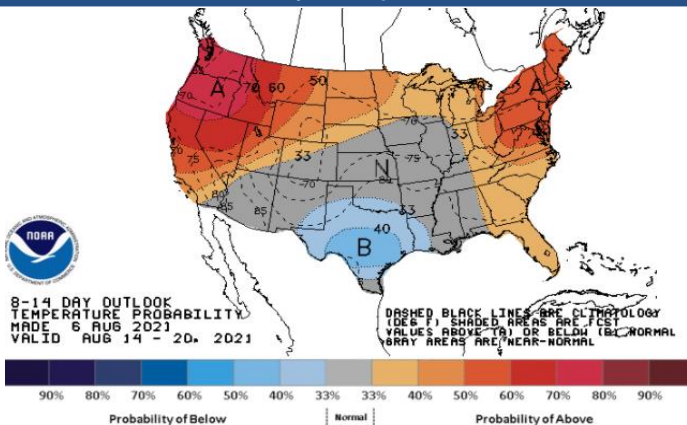 A
70
60
50
A
70
70
33
33
75
75
N
80
70
80
85
85
33
40
B
NOAA
8-14 DAY OUTLOOK
TEMPERATURE PROBABILITY
MADE 6 AUG 2021
VALID AUG 14 - 20, 2021
DASHED BLACK LINES ARE CLIMATOLOGY
(DEG F) SHADED AREAS ARE FCST
VALUES ABOVE (A) OR BELOW (B) NORMAL
GRAY AREAS ARE NEAR-NORMAL
90% 80% 70% 60% 50% 40% 33% 33% 40% 50% 60% 70% 80% 90%
Probability of Below Normal Probability of Above